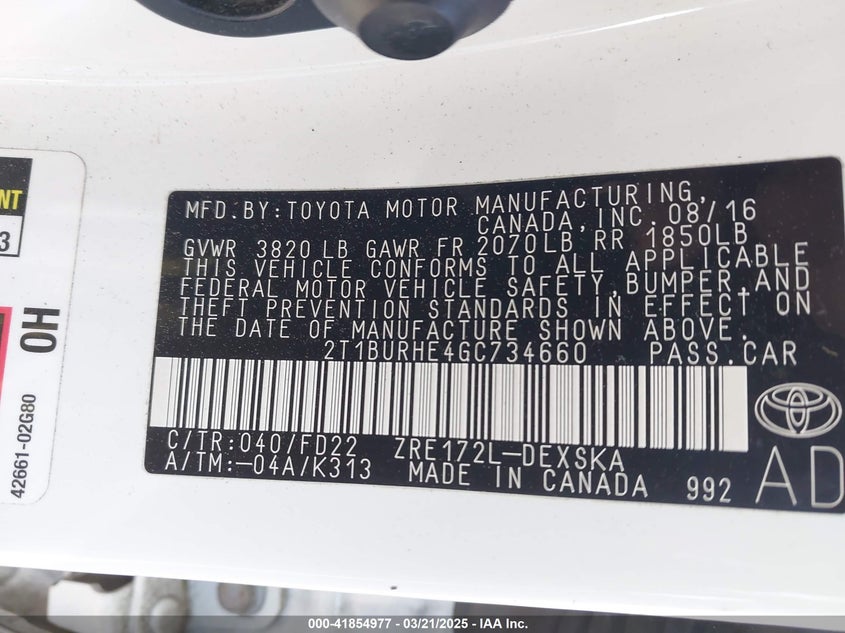 MFD.BY:TOYOTA MOTOR MANUFACTURING,
CANADA,INC. 08/16
GVWR 3820 LB GAWR FR 2070LB RR 1850LB
THIS VEHICLE CONFORMS TO ALL APPLICABLE
FEDERAL MOTOR VEHICLE SAFETY,BUMPER,AND
THEFT PREVENTION STANDARDS IN EFFECT ON
THE DATE OF MANUFACTURE SHOWN ABOVE.
2T1BURHE4GC734660 PASS.CAR
C/TR:040/FD22 ZRE172L-DEXSKA
A/TM:-04A/K313 MADE IN CANADA 992
AD
NT
3
OH
42661-02G80
000-41854977 - 03/21/2025 - IAA Inc.